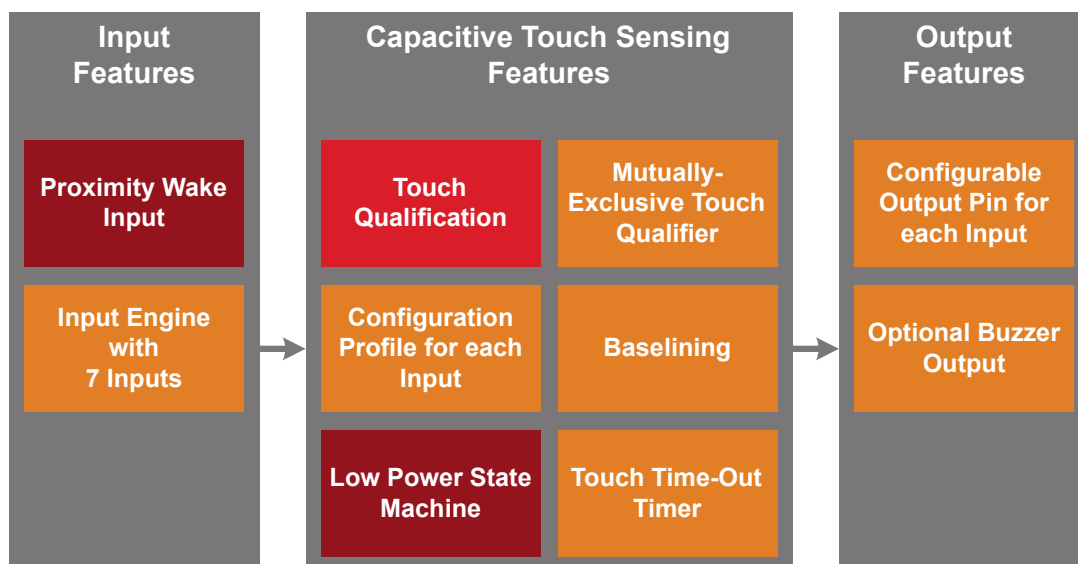 Input
Features
Proximity Wake
Input
Input Engine
with
7 Inputs
Capacitive Touch Sensing
Features
Touch
Qualification
Mutually-
Exclusive Touch
Qualifier
Configuration
Profile for each
Input
Baselining
Low Power State
Machine
Touch Time-Out
Timer
Output
Features
Configurable
Output Pin for
each Input
Optional Buzzer
Output